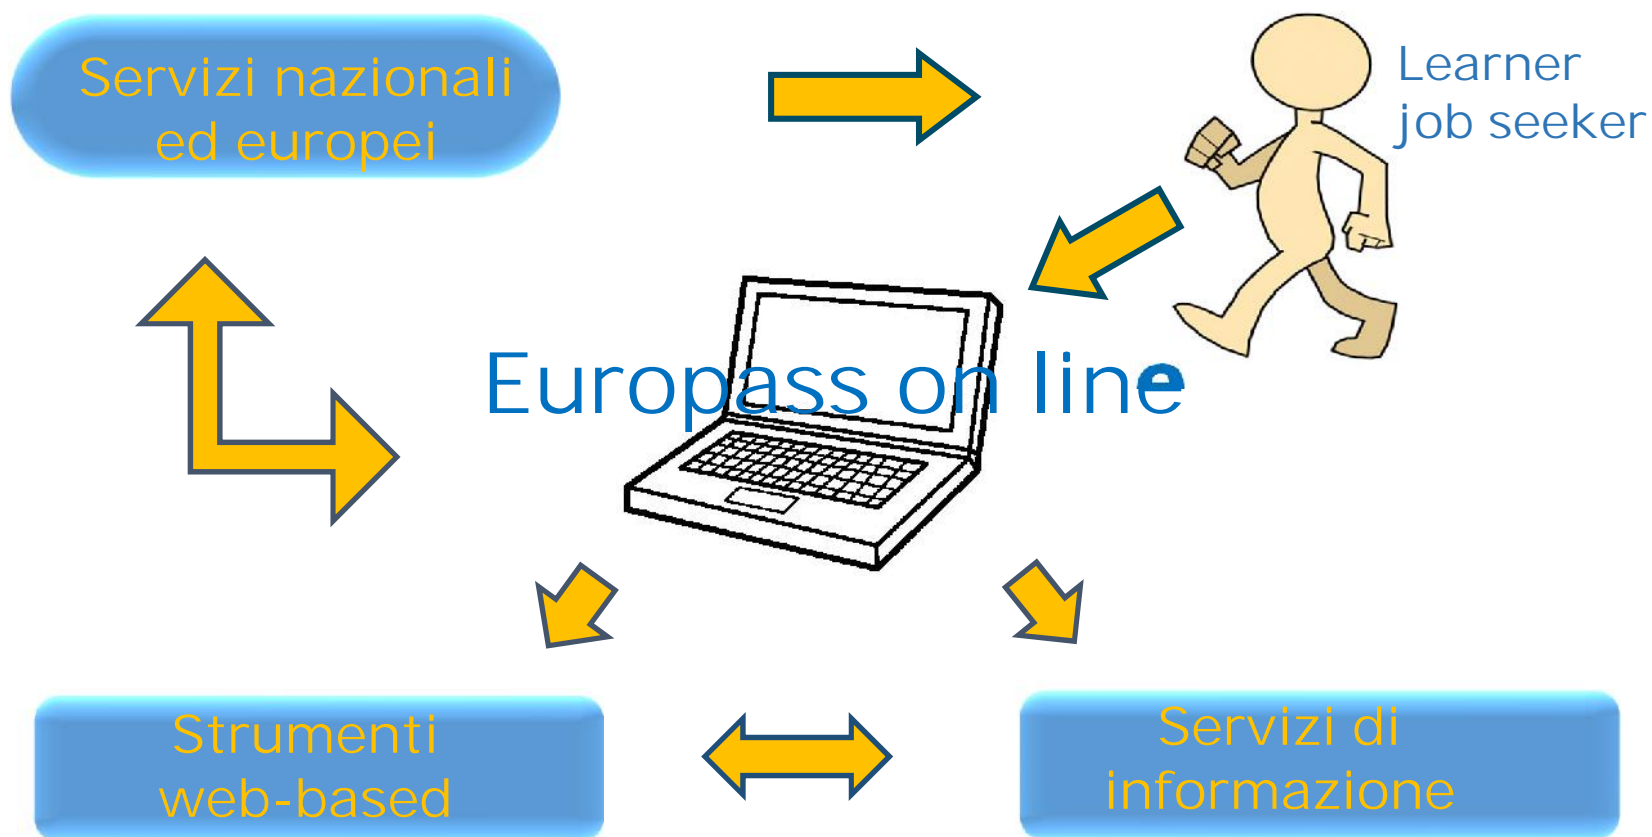 Servizi nazionali
ed europei
Learner
job seeker
Europass on line
Strumenti
web-based
Servizi di
informazione